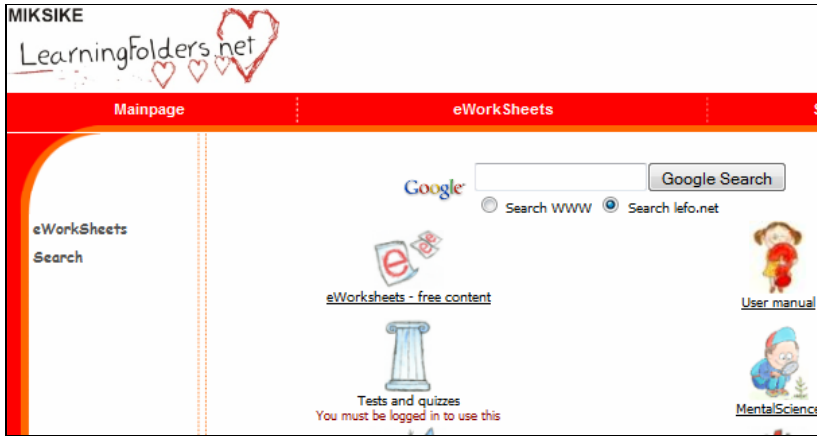 MIKSIKE
LearningFolders.net
Mainpage
eWorkSheets
Google
Google Search
Search WWW
Search lefo.net
eWorkSheets
Search
e
eWorksheets - free content
User manual
Tests and quizzes
You must be logged in to use this
MentalScience